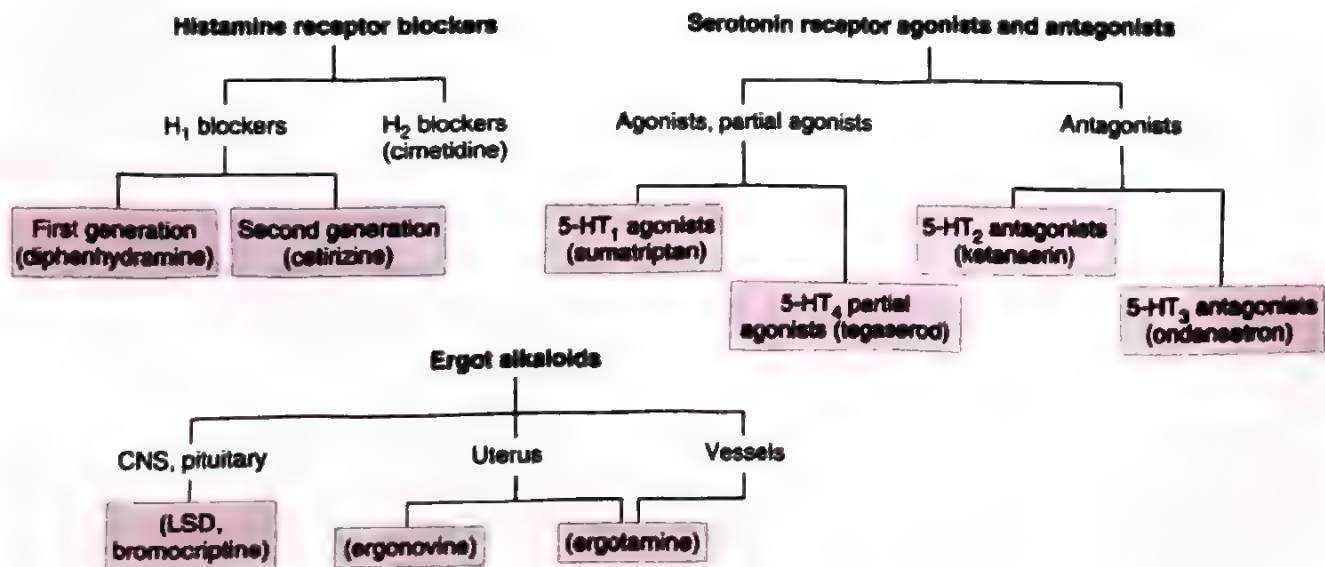 Histamine receptor blockers
H₁ blockers
H₂ blockers
(cimetidine)
First generation
(diphenhydramine)
Second generation
(cetirizine)
Serotonin receptor agonists and antagonists
Agonists, partial agonists
Antagonists
5-HT₁ agonists
(sumatriptan)
5-HT₄ partial
agonists (tegaserod)
5-HT₂ antagonists
(ketanserin)
5-HT₃ antagonists
(ondansetron)
Ergot alkaloids
CNS, pituitary
Uterus
Vessels
(LSD,
bromocriptine)
(ergonovine)
(ergotamine)